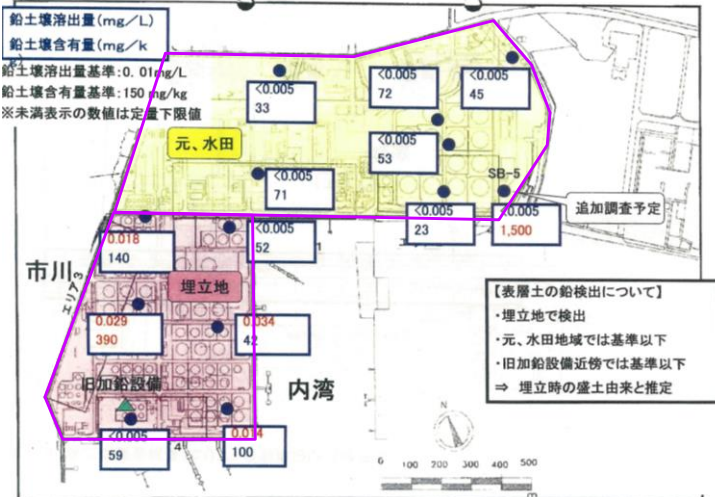 鉛土壌溶出量(mg/L)
鉛土壌含有量(mg/k
鉛土壌溶出量基準:0.01mg/L
鉛土壌含有量基準:150 mg/kg
※未満表示の数値は定量下限値
<0.005
33
<0.005
72
<0.005
45
元、水田
<0.005
53
<0.005
71
SB-5
追加調査予定
<0.005
23
<0.005
1,500
0.018
140
<0.005
52
市川
エリア3
埋立地
0.029
390
0.034
42
旧加鉛設備
内湾
<0.005
59
0.014
100
【表層土の鉛検出について】
・埋立地で検出
・元、水田地域では基準以下
・旧加鉛設備近傍では基準以下
⇒ 埋立時の盛土由来と推定
N
0 100 200 300 400 500